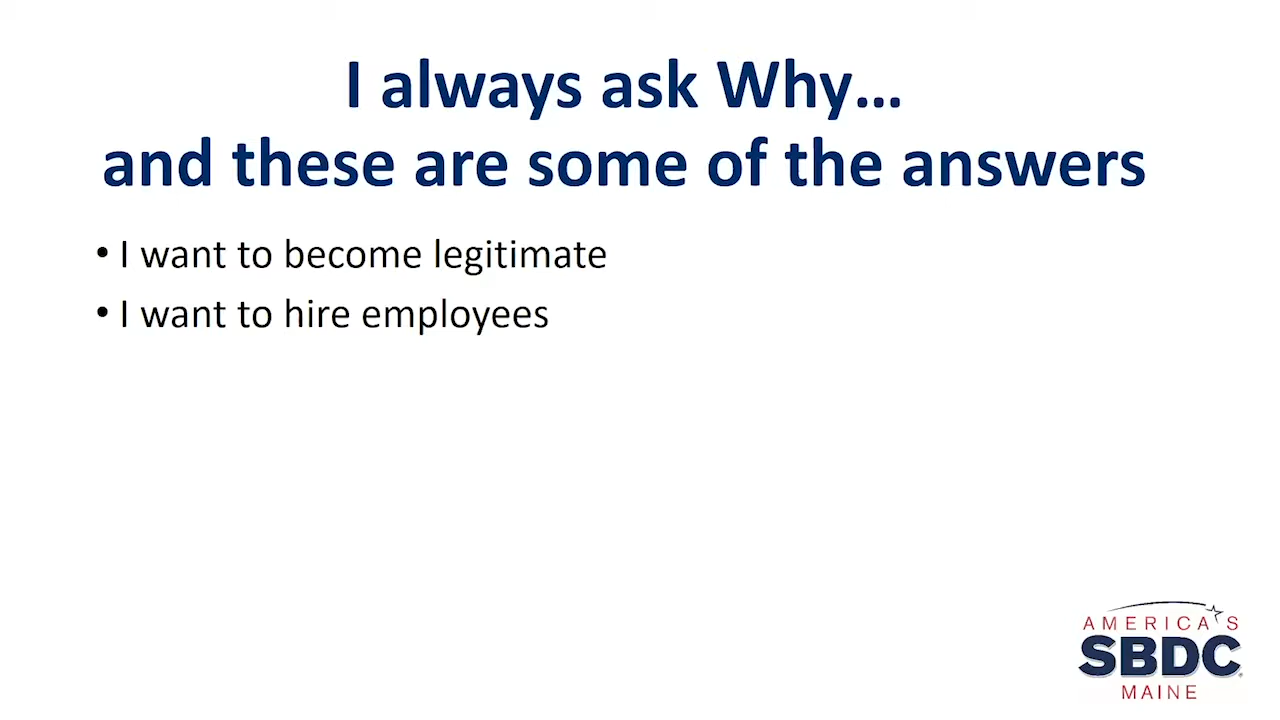 I always ask Why…
and these are some of the answers
• I want to become legitimate
• I want to hire employees
AMERICA'S
SBDC
MAINE